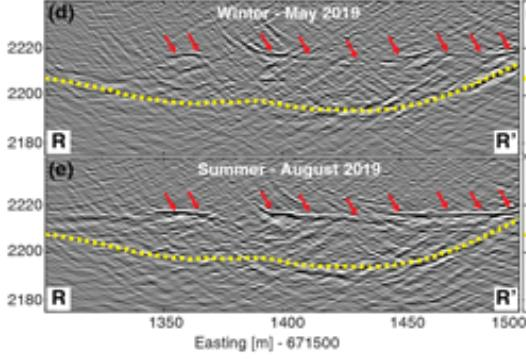 (d) Winter - May 2019
2220
2200
2180
R R'
(e) Summer - August 2019
2220
2200
2180
R R'
1350 1400 1450 1500
Easting [m] - 671500